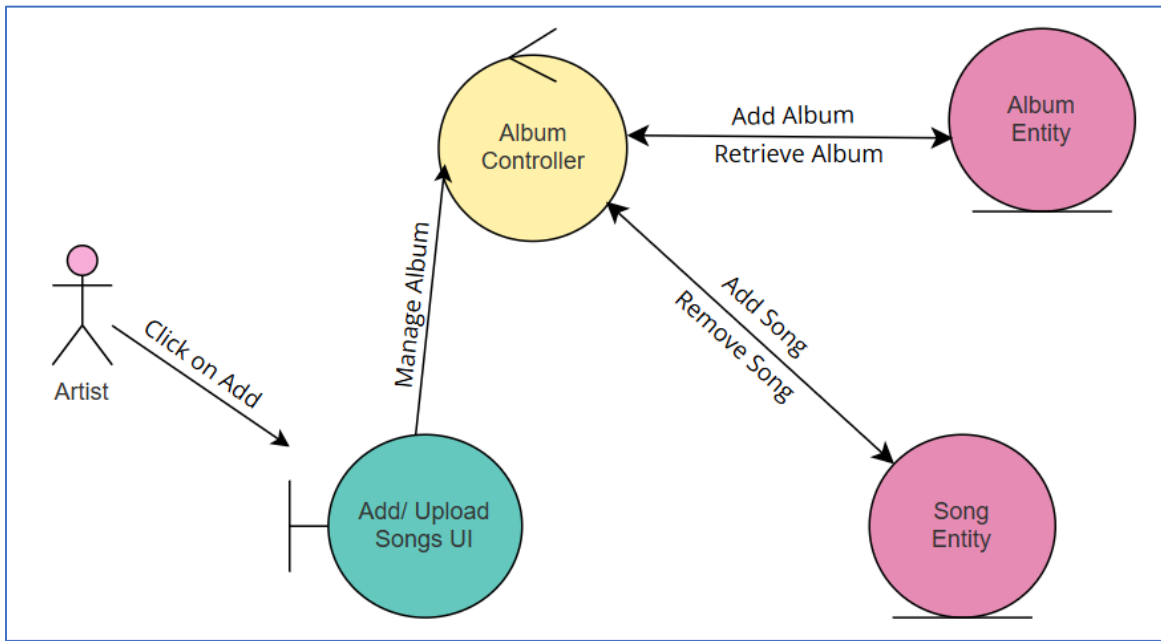 Album
Controller
Add Album
Retrieve Album
Album
Entity
Artist
Click on Add
Manage Album
Add Song
Remove Song
Add/ Upload
Songs UI
Song
Entity